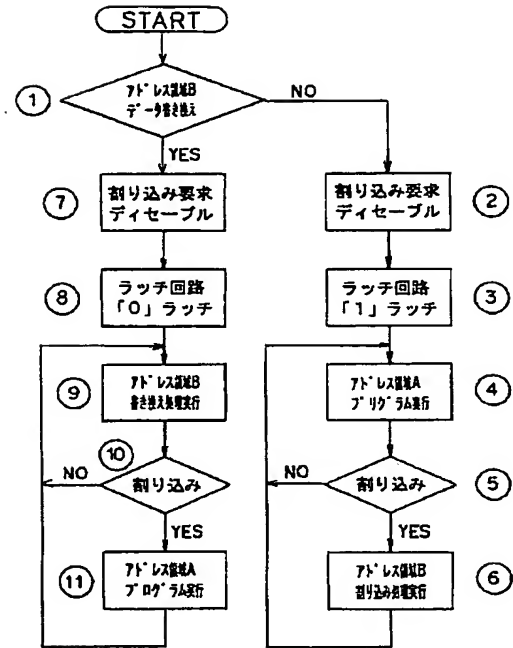 START
①
アドレス領域B
データ書き換え
NO
YES
⑦
割り込み要求
ディセーブル
割り込み要求
ディセーブル
②
⑧
ラッチ回路
「0」ラッチ
ラッチ回路
「1」ラッチ
③
⑨
アドレス領域B
書き換え処理実行
アドレス領域A
プリグラム実行
④
⑩
NO
割り込み
YES
NO
割り込み
YES
⑤
⑪
アドレス領域A
プログラム実行
アドレス領域B
割り込み処理実行
⑥